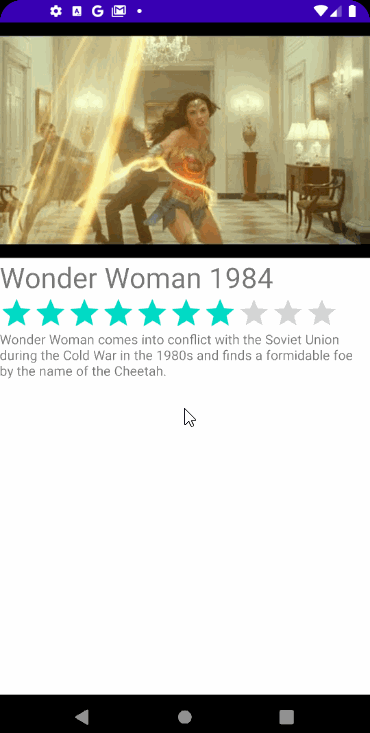 Wonder Woman 1984
Wonder Woman comes into conflict with the Soviet Union
during the Cold War in the 1980s and finds a formidable foe
by the name of the Cheetah.